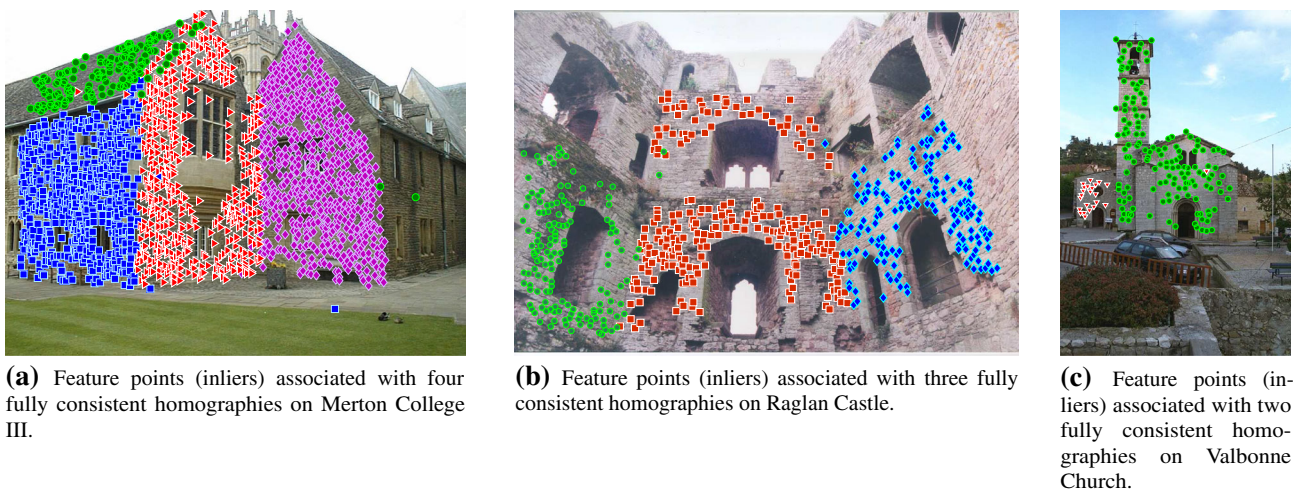 (a) Feature points (inliers) associated with four
fully consistent homographies on Merton College
III.
(b) Feature points (inliers) associated with three fully
consistent homographies on Raglan Castle.
(c) Feature points (in-
liers) associated with two
fully consistent homo-
graphies on Valbonne
Church.